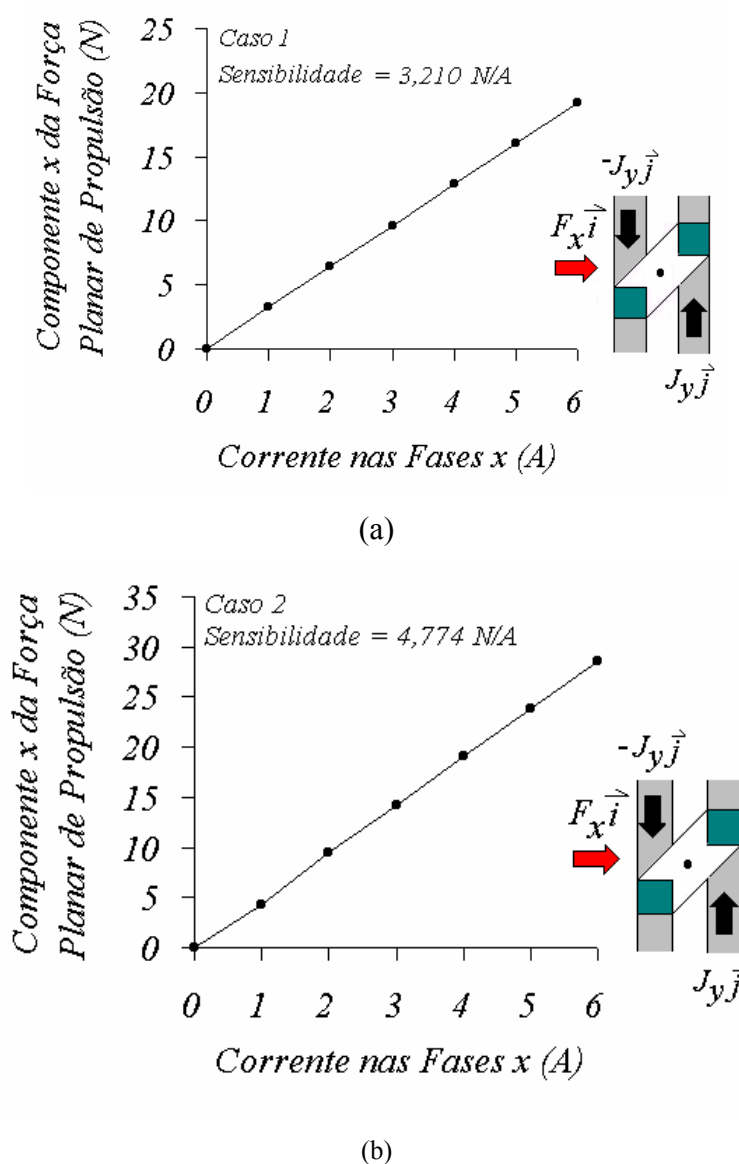 Componente x da Força
Planar de Propulsão (N)
25
20
15
10
5
0
Caso 1
Sensibilidade = 3,210 N/A
0 1 2 3 4 5 6
Corrente nas Fases x (A)
-Jyj
Fxi
Jyj
(a)
Componente x da Força
Planar de Propulsão (N)
35
30
25
20
15
10
5
0
Caso 2
Sensibilidade = 4,774 N/A
0 1 2 3 4 5 6
Corrente nas Fases x (A)
-Jyj
Fxi
Jyj
(b)